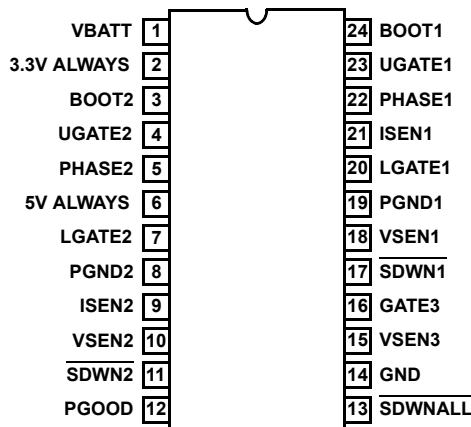 VBATT 1 24 BOOT1
3.3V ALWAYS 2 23 UGATE1
BOOT2 3 22 PHASE1
UGATE2 4 21 ISEN1
PHASE2 5 20 LGATE1
5V ALWAYS 6 19 PGND1
LGATE2 7 18 VSEN1
PGND2 8 17 SDWN1
ISEN2 9 16 GATE3
VSEN2 10 15 VSEN3
SDWN2 11 14 GND
PGOOD 12 13 SDWNALL